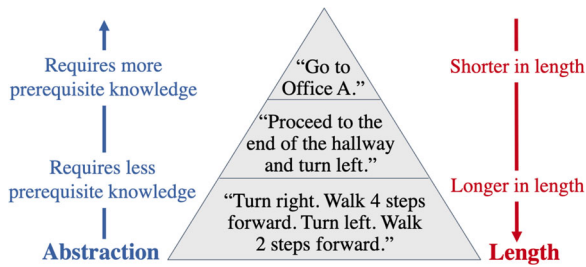 Requires more
prerequisite knowledge
Requires less
prerequisite knowledge
Abstraction
“Go to
Office A.”
“Proceed to the
end of the hallway
and turn left.”
“Turn right. Walk 4 steps
forward. Turn left. Walk
2 steps forward.”
Shorter in length
Longer in length
Length